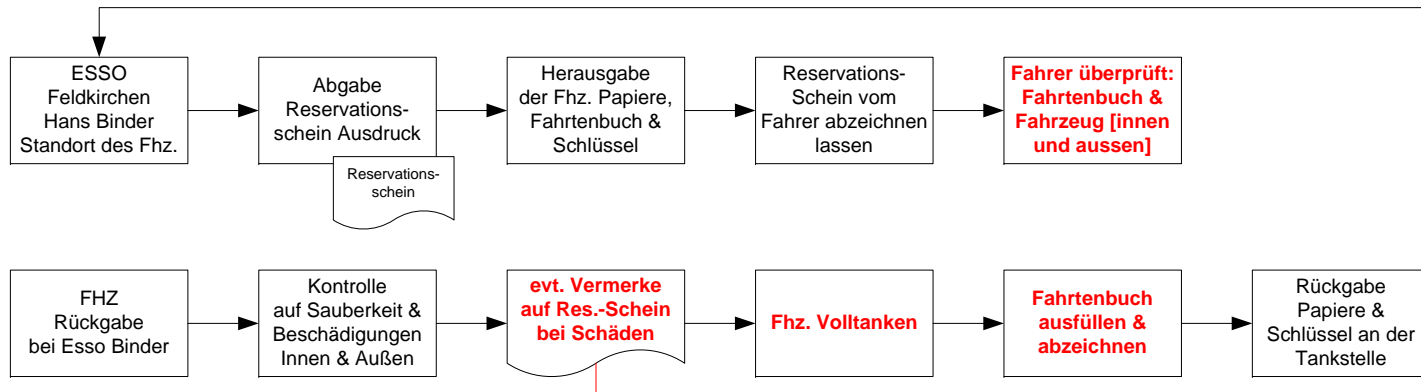 ESSO
Feldkirchen
Hans Binder
Standort des Fhz.
Abgabe
Reservations-
schein Ausdruck
Reservations-
schein
Herausgabe
der Fhz. Papiere,
Fahrtenbuch &
Schlüssel
Reservations-
Schein vom
Fahrer abzeichnen
lassen
Fahrer überprüft:
Fahrtenbuch &
Fahrzeug [innen
und aussen]
FHZ
Rückgabe
bei Esso Binder
Kontrolle
auf Sauberkeit &
Beschädigungen
Innen & Außen
evt. Vermerke
auf Res.-Schein
bei Schäden
Fhz. Volltanken
Fahrtenbuch
ausfüllen &
abzeichnen
Rückgabe
Papiere &
Schlüssel an der
Tankstelle